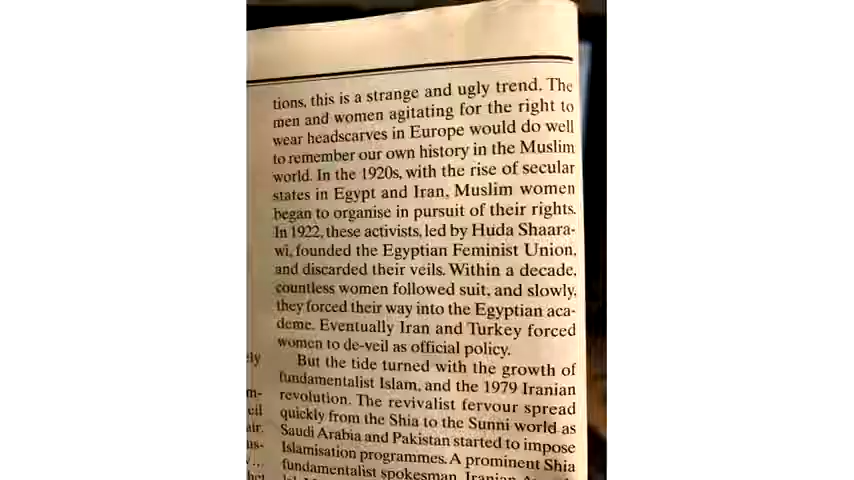 tions, this is a strange and ugly trend. The
men and women agitating for the right to
wear headscarves in Europe would do well
to remember our own history in the Muslim
world. In the 1920s, with the rise of secular
states in Egypt and Iran, Muslim women
began to organise in pursuit of their rights.
In 1922, these activists, led by Huda Shaara-
wi, founded the Egyptian Feminist Union,
and discarded their veils. Within a decade,
countless women followed suit, and slowly,
they forced their way into the Egyptian aca-
deme. Eventually Iran and Turkey forced
women to de-veil as official policy.
But the tide turned with the growth of
fundamentalist Islam, and the 1979 Iranian
revolution. The revivalist fervour spread
quickly from the Shia to the Sunni world as
Saudi Arabia and Pakistan started to impose
Islamisation programmes. A prominent Shia
fundamentalist spokesman, Iranian